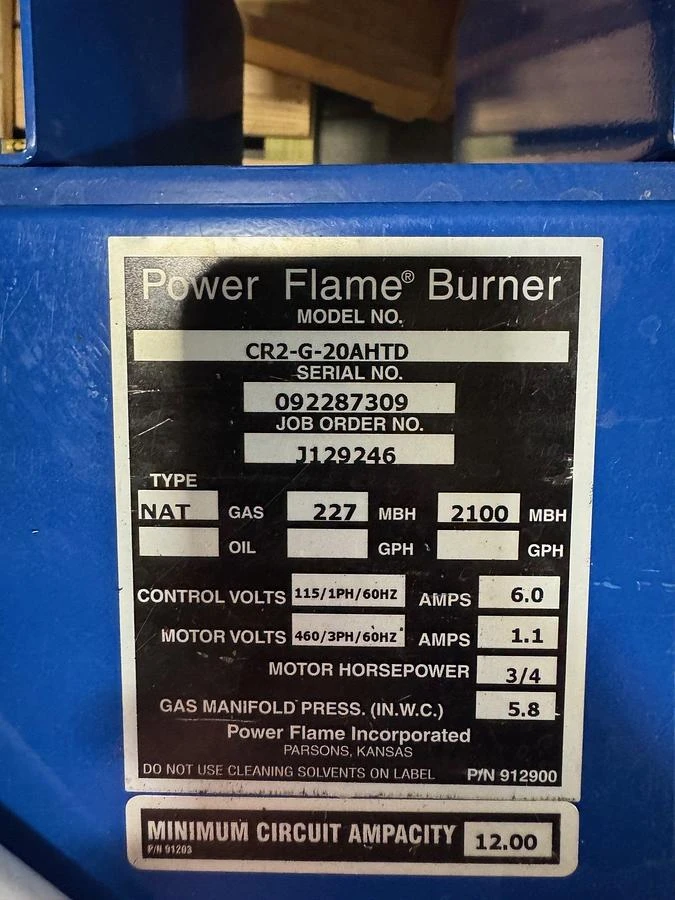 Power Flame® Burner
MODEL NO.
CR2-G-20AHTD
SERIAL NO.
092287309
JOB ORDER NO.
J129246
TYPE
NAT GAS 227 MBH 2100 MBH
OIL GPH GPH
CONTROL VOLTS 115/1PH/60HZ AMPS 6.0
MOTOR VOLTS 460/3PH/60HZ AMPS 1.1
MOTOR HORSEPOWER 3/4
GAS MANIFOLD PRESS. (IN.W.C.) 5.8
Power Flame Incorporated
PARSONS, KANSAS
DO NOT USE CLEANING SOLVENTS ON LABEL P/N 912900
MINIMUM CIRCUIT AMPACITY 12.00
P/N 91203